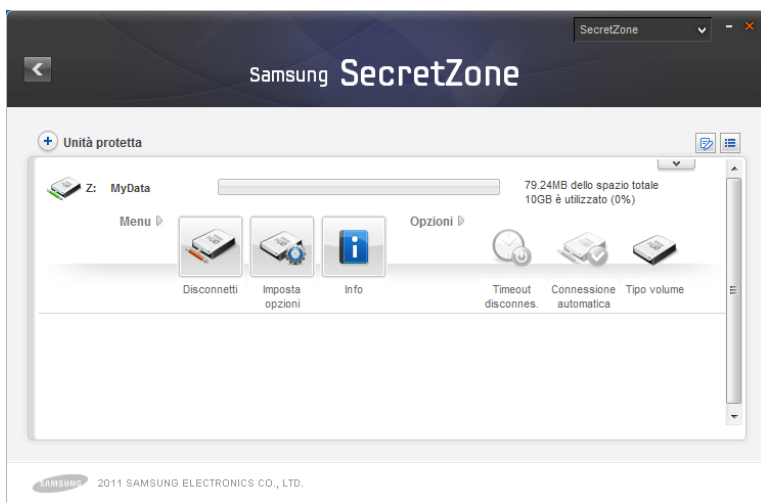 SecretZone
Samsung SecretZone
Unità protetta
Z: MyData
79.24MB dello spazio totale
10GB è utilizzato (0%)
Menu
Opzioni
Disconnetti
Imposta
opzioni
Info
Timeout
disconnes.
Connessione
automatica
Tipo volume
SAMSUNG
2011 SAMSUNG ELECTRONICS CO., LTD.